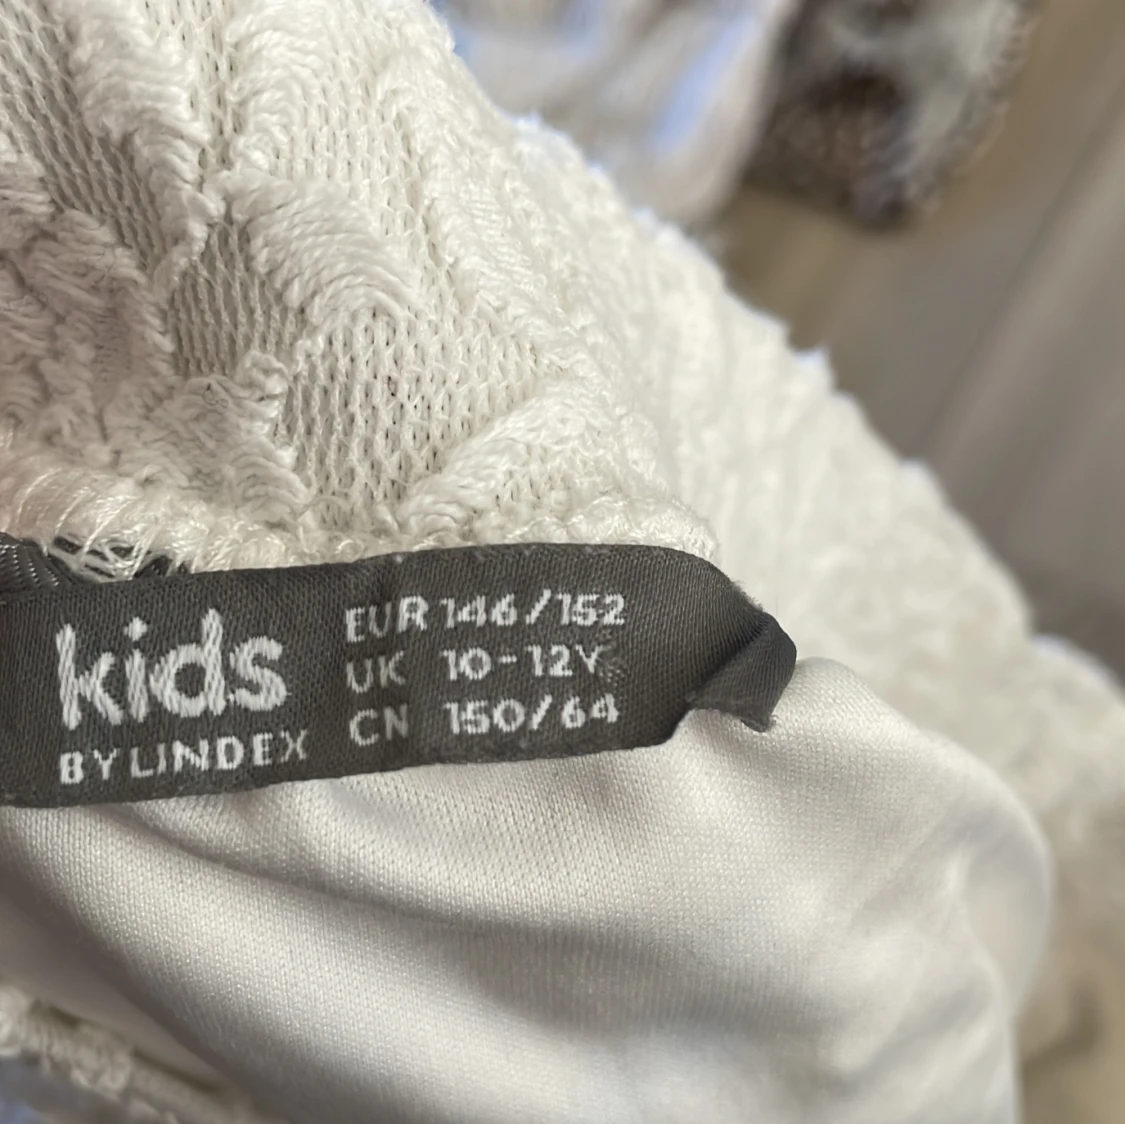 kids
BY LINDEX
EUR 146/152
UK 10-12Y
CN 150/64